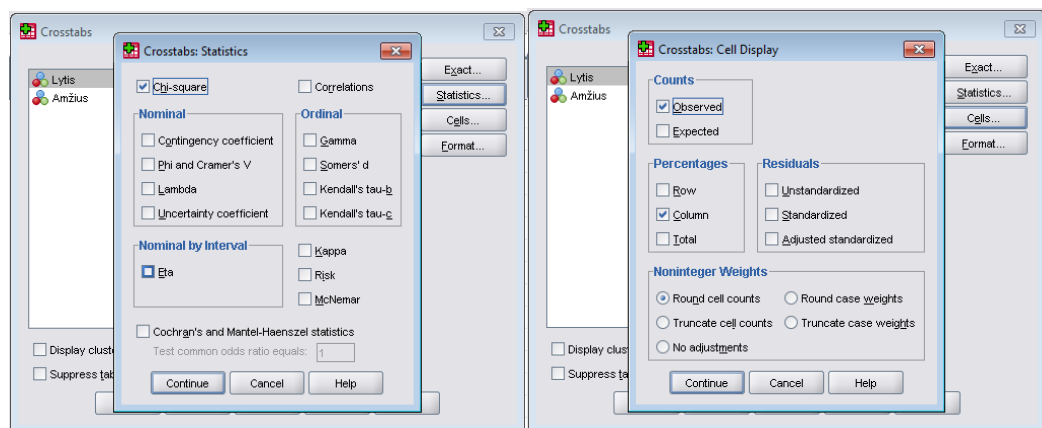 Crosstabs
Crosstabs: Statistics
Lytis
Amžius
Chi-square
Correlations
Nominal
Contingency coefficient
Phi and Cramer's V
Lambda
Uncertainty coefficient
Ordinal
Gamma
Somers' d
Kendall's tau-b
Kendall's tau-c
Nominal by Interval
Eta
Kappa
Risk
McNemar
Cochran's and Mantel-Haenszel statistics
Test common odds ratio equals: 1
Continue Cancel Help
Exact...
Statistics...
Cells...
Format...
Display
Suppress
Crosstabs
Crosstabs: Cell Display
Lytis
Amžius
Counts
Observed
Expected
Percentages
Row
Column
Total
Residuals
Unstandardized
Standardized
Adjusted standardized
Noninteger Weights
Round cell counts Round case weights
Truncate cell counts Truncate case weights
No adjustments
Continue Cancel Help
Exact...
Statistics...
Cells...
Format...
Display
Suppress